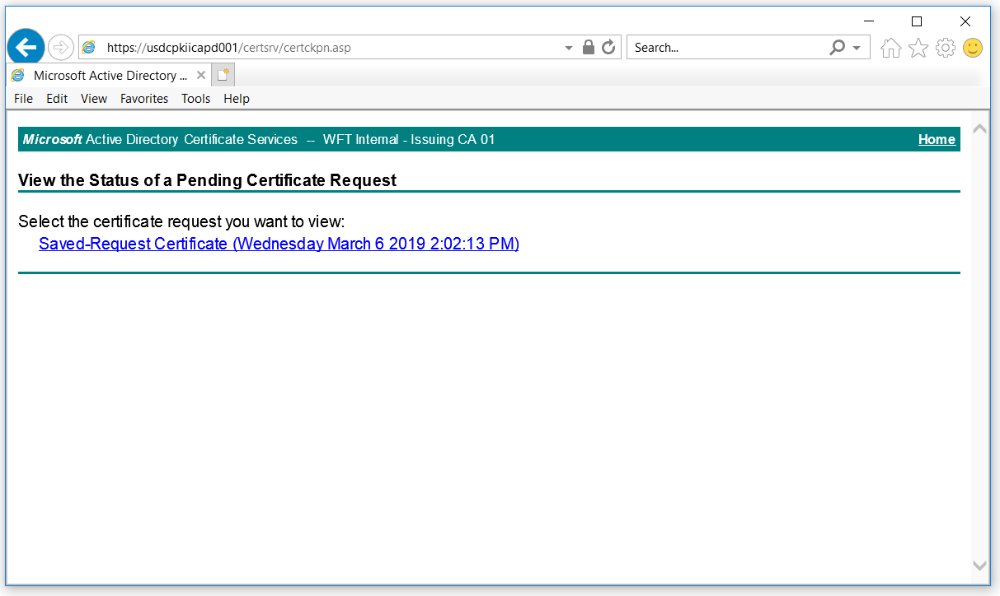 https://usdcpkiicapd001/certsrv/certckpn.asp
Search...
Microsoft Active Directory ...
File Edit View Favorites Tools Help
Microsoft Active Directory Certificate Services -- WFT Internal - Issuing CA 01 Home
View the Status of a Pending Certificate Request
Select the certificate request you want to view:
Saved-Request Certificate (Wednesday March 6 2019 2:02:13 PM)